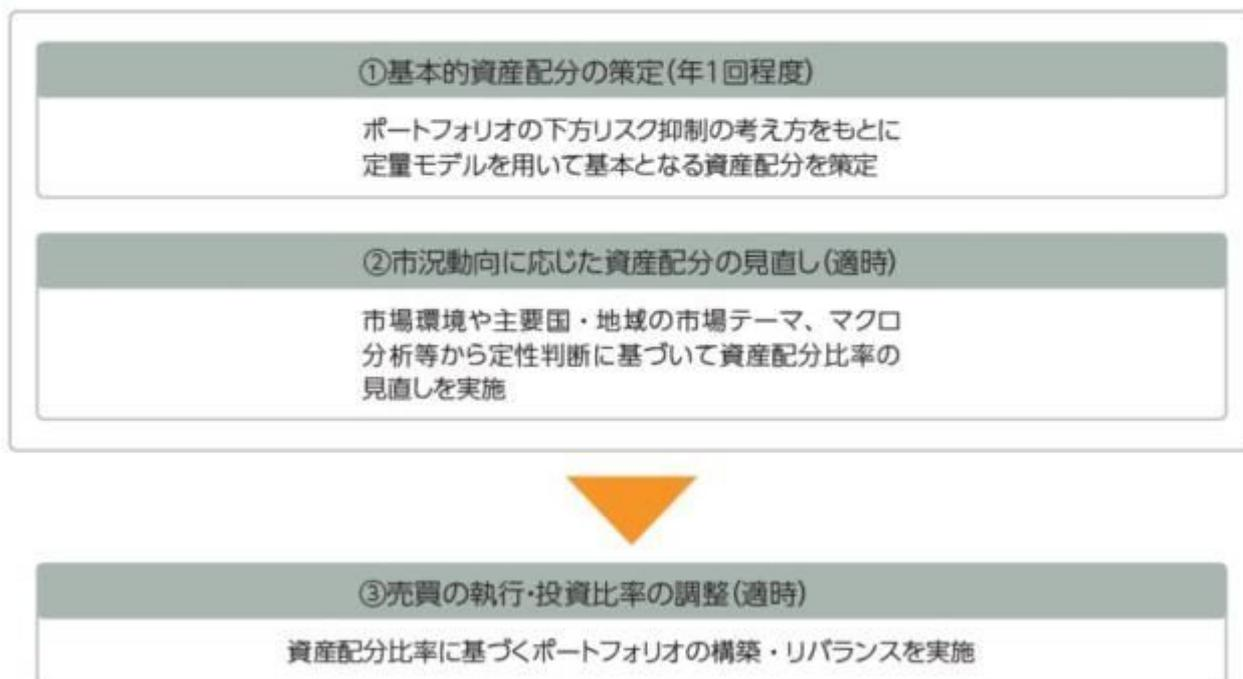 ①基本的資産配分の策定(年1回程度)
ポートフォリオの下方リスク抑制の考え方をもとに
定量モデルを用いて基本となる資産配分を策定
②市況動向に応じた資産配分の見直し(適時)
市場環境や主要国・地域の市場テーマ、マクロ
分析等から定性判断に基づいて資産配分比率の
見直しを実施
③売買の執行・投資比率の調整(適時)
資産配分比率に基づくポートフォリオの構築・リバランスを実施